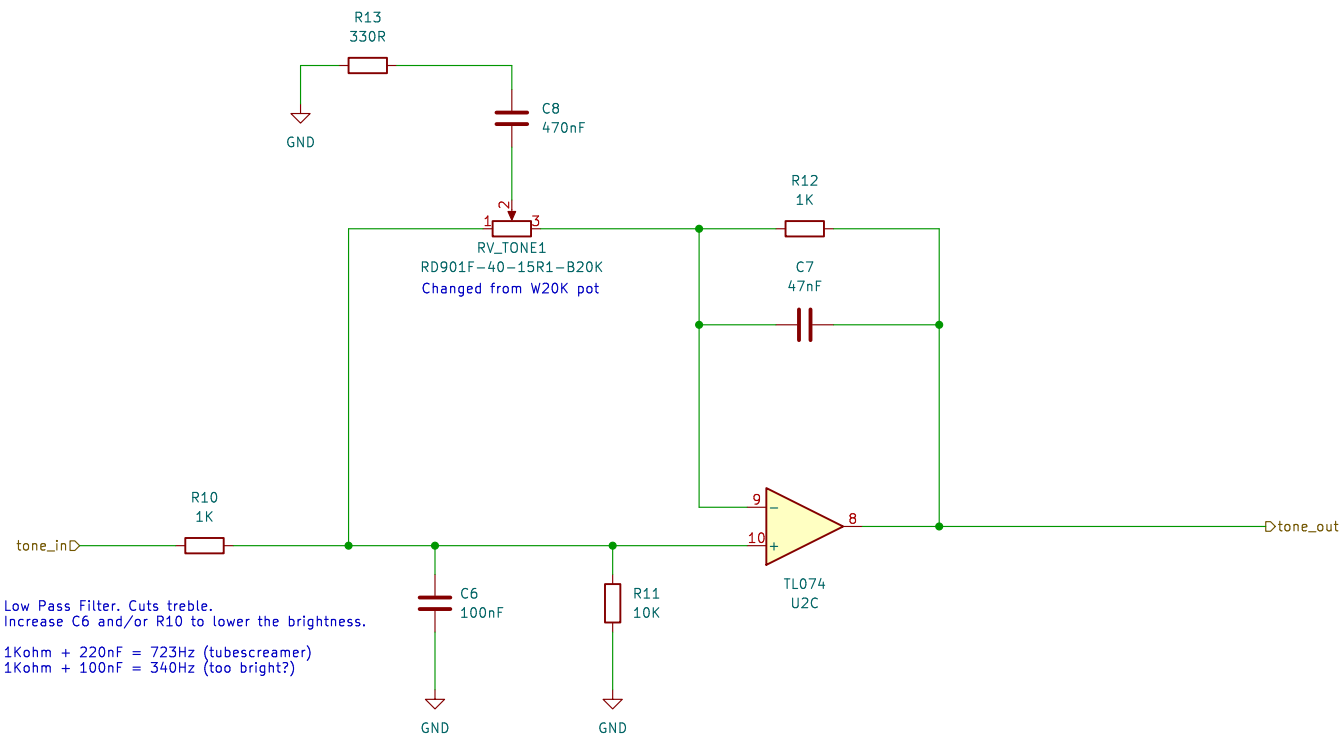 R13
330R
C8
470nF
GND
R12
1K
2
1
3
RV_TONE1
RD901F-40-15R1-B20K
Changed from W20K pot
C7
47nF
R10
1K
9
-
8
10
+
tone_in
tone_out
TL074
U2C
C6
100nF
R11
10K
Low Pass Filter. Cuts treble.
Increase C6 and/or R10 to lower the brightness.
1Kohm + 220nF = 723Hz (tubescreamer)
1Kohm + 100nF = 340Hz (too bright?)
GND
GND